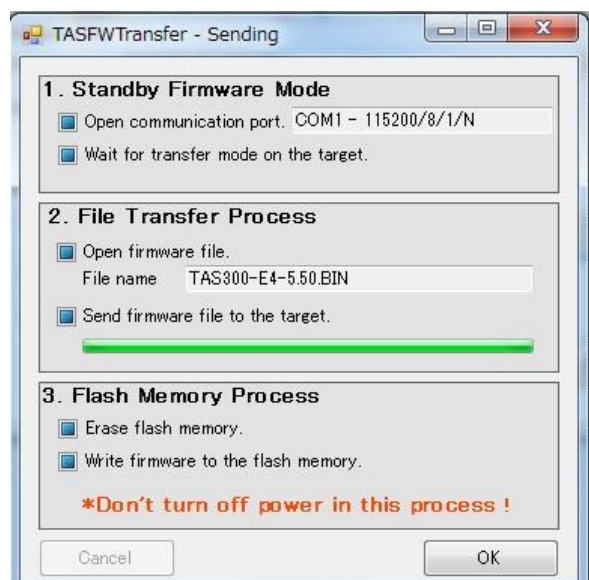 TASFWTransfer - Sending
1. Standby Firmware Mode
Open communication port. COM1 - 115200/8/1/N
Wait for transfer mode on the target.
2. File Transfer Process
Open firmware file.
File name TAS300-E4-5.50.BIN
Send firmware file to the target.
3. Flash Memory Process
Erase flash memory.
Write firmware to the flash memory.
*Don't turn off power in this process !
Cancel OK